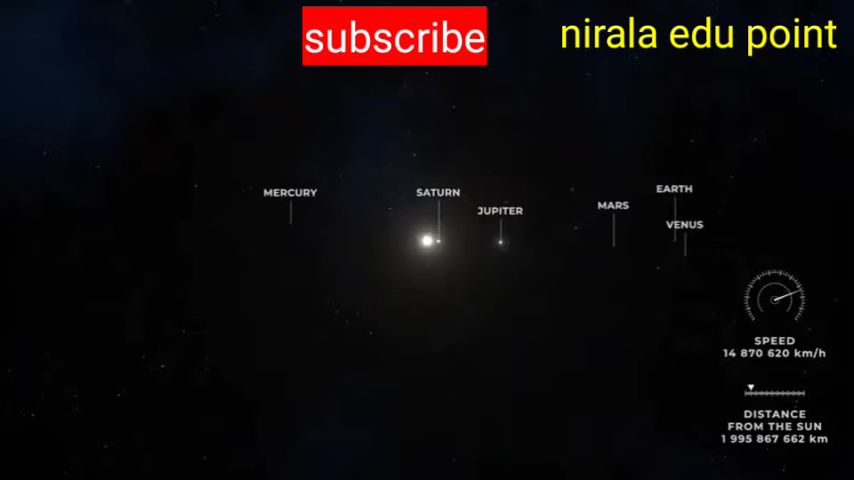 subscribe
nirala edu point
MERCURY
SATURN
JUPITER
MARS
EARTH
VENUS
SPEED
14 870 620 km/h
DISTANCE
FROM THE SUN
1 995 867 662 km